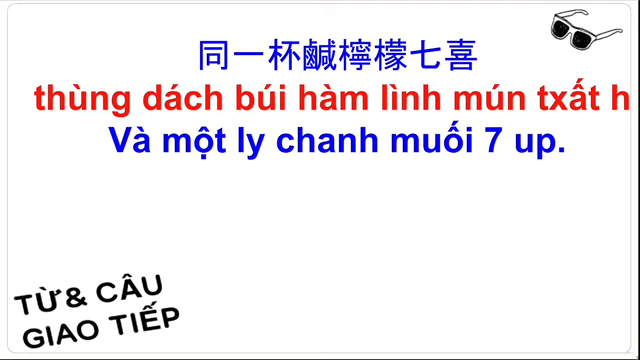 同一杯鹹檸檬七喜
thùng dách búi hàm lình mún txất h
Và một ly chanh muối 7 up.
TỪ& CÂU
GIAO TIẾP